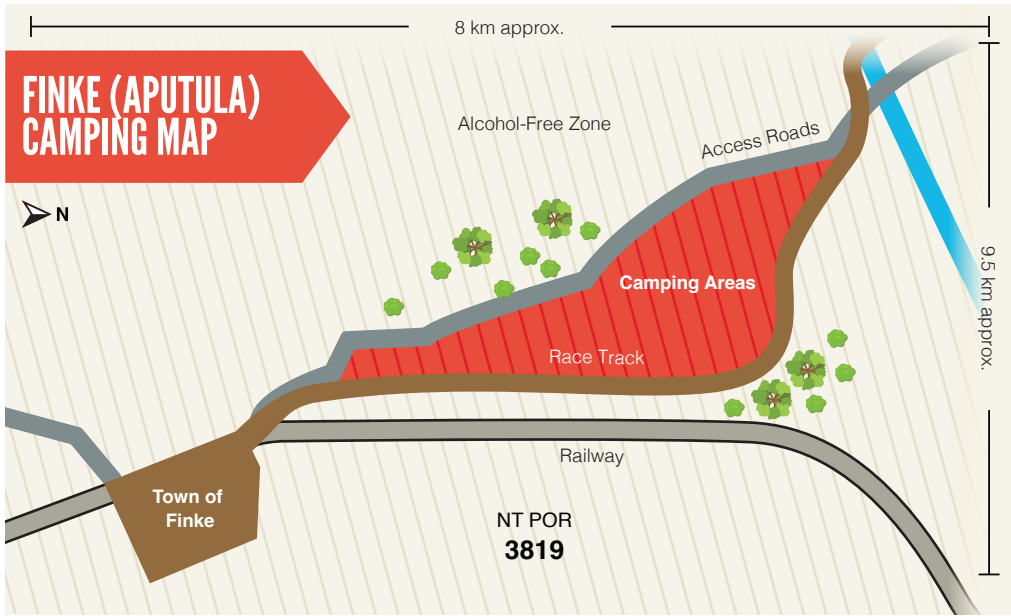 8 km approx.
FINKE (APUTULA)
CAMPING MAP
Alcohol-Free Zone
Access Roads
N
9.5 km approx.
Camping Areas
Race Track
Railway
Town of
Finke
NT POR
3819